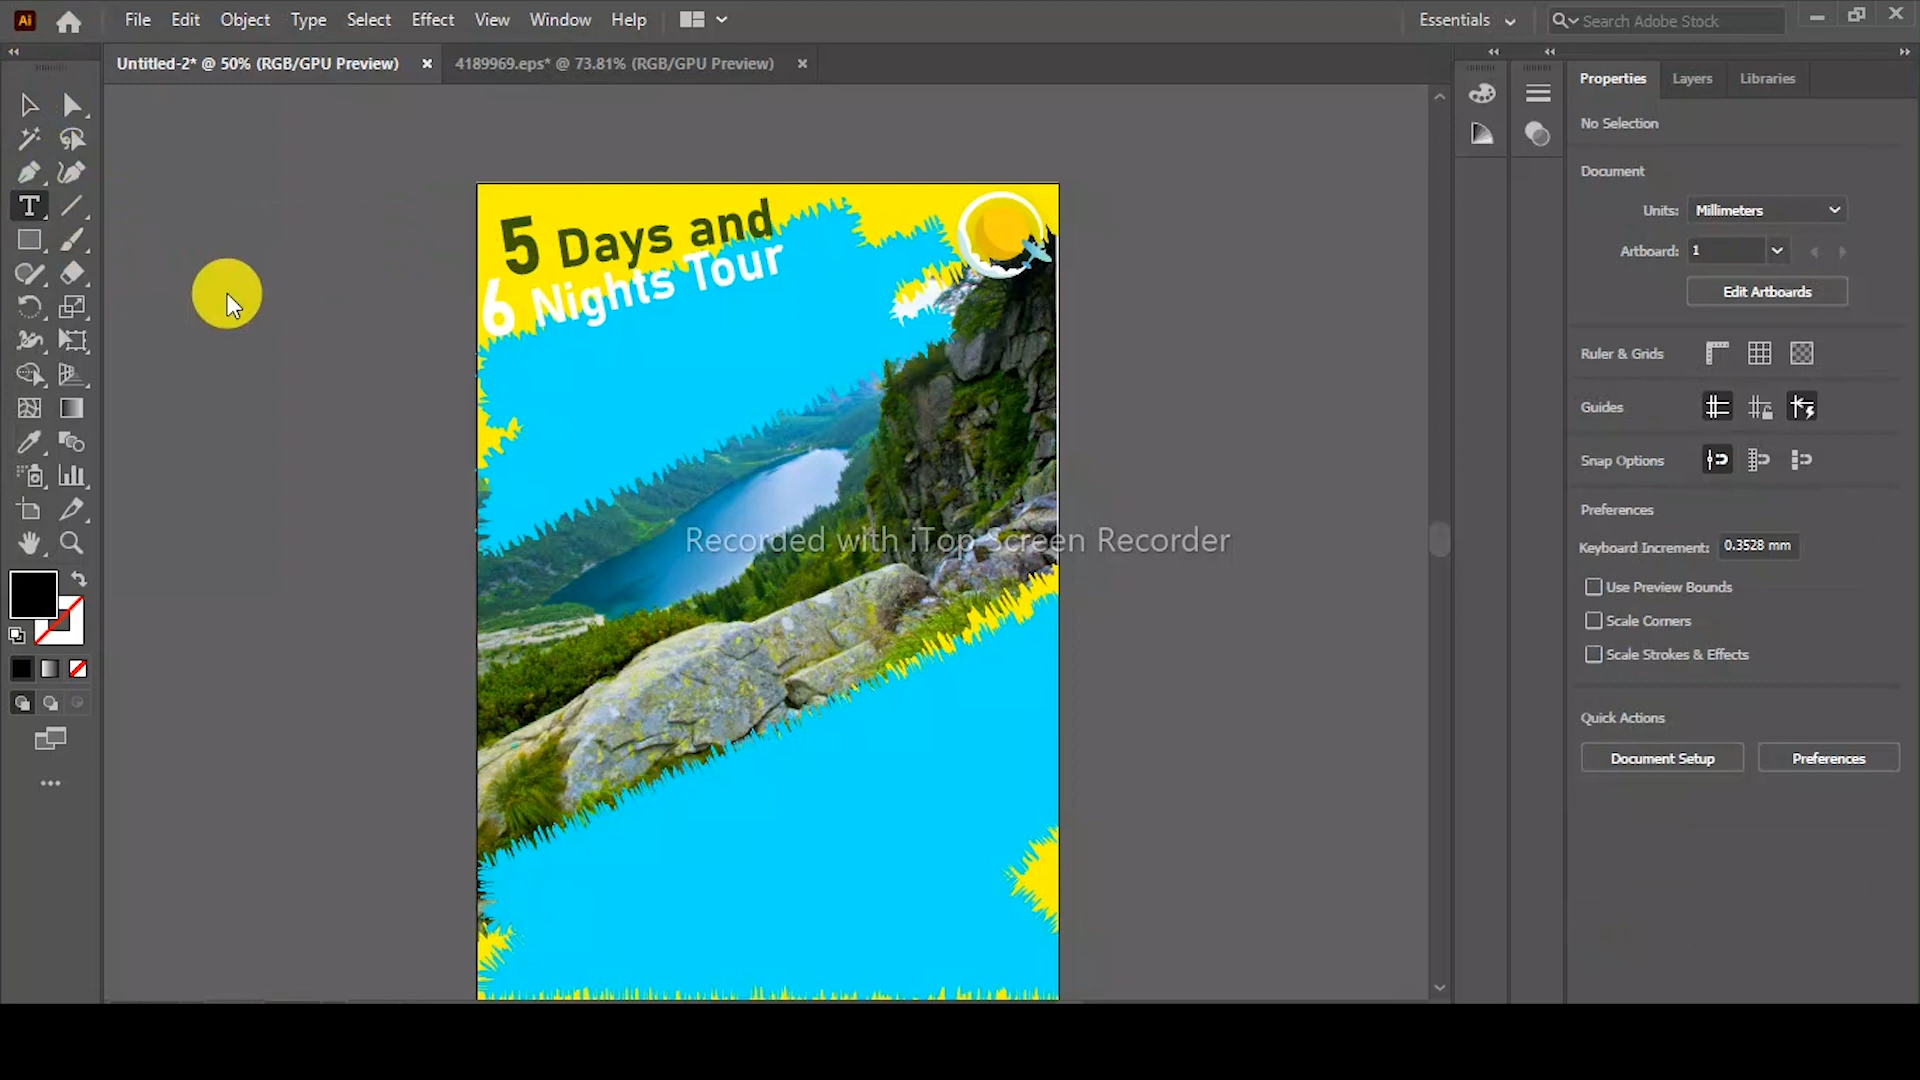 Ai
File Edit Object Type Select Effect View Window Help
Essentials
Search Adobe Stock
Untitled-2* @ 50% (RGB/GPU Preview) ×
4189969.eps* @ 73.81% (RGB/GPU Preview) ×
Properties Layers Libraries
No Selection
Document
Units: Millimeters
Artboard: 1
Edit Artboards
Ruler & Grids
Guides
Snap Options
Preferences
Keyboard Increment: 0.3528 mm
Use Preview Bounds
Scale Corners
Scale Strokes & Effects
Quick Actions
Document Setup Preferences
5 Days and
6 Nights Tour
Recorded with iTop Screen Recorder